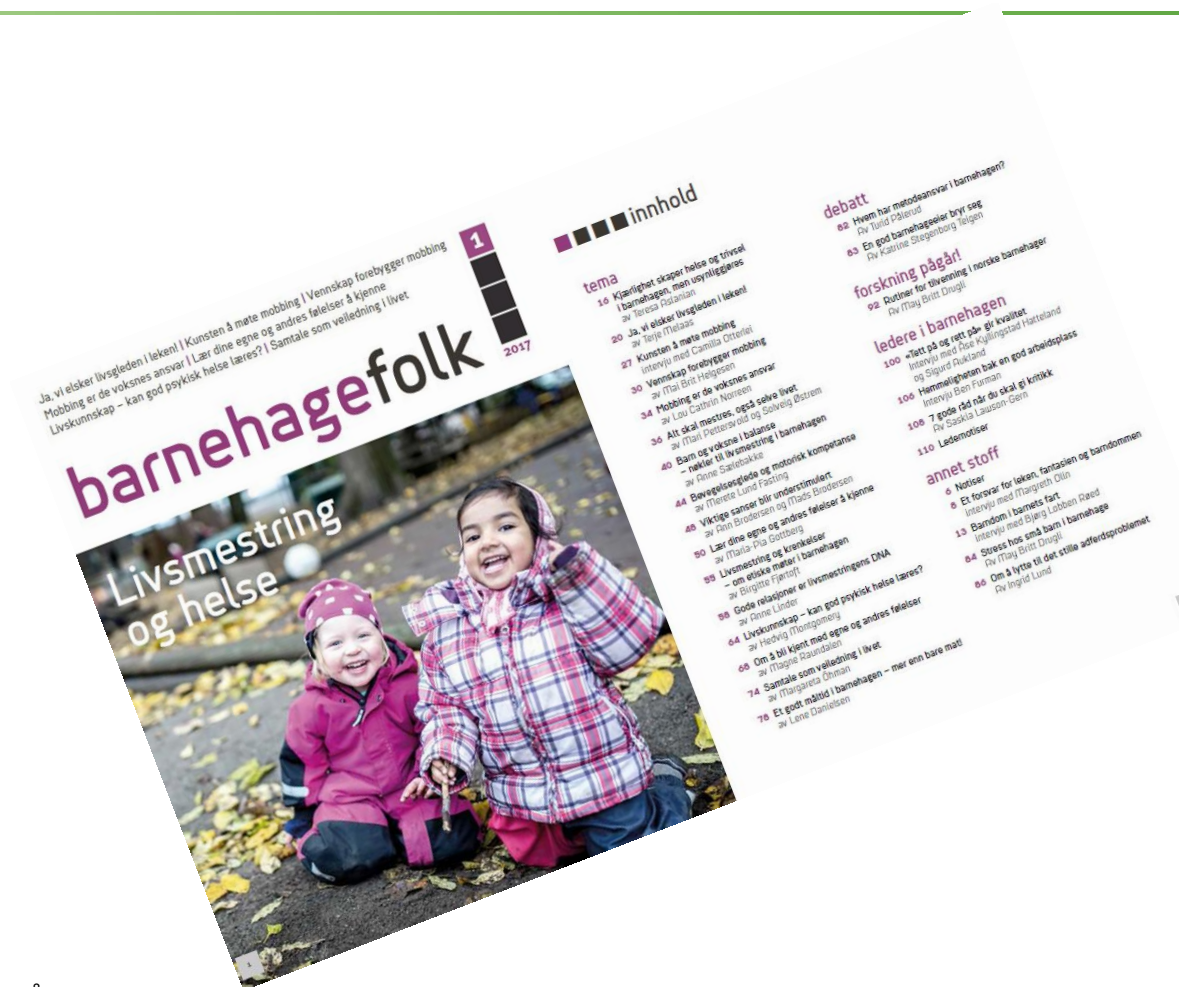 Ja, vi elsker livsgleden i leken! | Kunsten å møte mobbing | Vennskap forebygger mobbing
Mobbing er de voksnes ansvar | Lær dine egne og andres følelser å kjenne
Livskunnskap – kan god psykisk helse læres? | Samtale som veiledning i livet
1
2017
barnehagefolk
Livsmestring
og helse
innhold
tema
16 Kjærlighet skaper helse og trivsel
i barnehagen, men usynliggjøres
av Teresa Aslanian
20 Ja, vi elsker livsgleden i leken!
av Terje Melaas
27 Kunsten å møte mobbing
intervju med Camilla Otterlei
30 Vennskap forebygger mobbing
av Mai Brit Helgesen
34 Mobbing er de voksnes ansvar
av Lou Cathrin Norreen
36 Alt skal mestres, også selve livet
av Mari Pettersvold og Solveig Østrem
40 Barn og voksne i balanse
– nøkler til livsmestring i barnehagen
av Anne Sælebakke
44 Bevegelsesglede og motorisk kompetanse
av Merete Lund Fasting
48 Viktige sanser blir understimulert
av Ann Brodersen og Mads Brodersen
50 Lær dine egne og andres følelser å kjenne
av Maria-Pia Gottberg
55 Livsmestring og krenkelser
– om etiske møter i barnehagen
av Birgitte Fjørtoft
58 Gode relasjoner er livsmestringens DNA
av Anne Linder
64 Livskunnskap – kan god psykisk helse læres?
av Hedvig Montgomery
68 Om å bli kjent med egne og andres følelser
av Magne Raundalen
74 Samtale som veiledning i livet
av Margareta Öhman
78 Et godt måltid i barnehagen – mer enn bare mat!
av Lene Danielsen
debatt
82 Hvem har metodeansvar i barnehagen?
Av Turid Pålerud
83 En god barnehageeier bryr seg
Av Katrine Stegenborg Teigen
forskning pågår!
92 Rutiner for tilvenning i norske barnehager
Av May Britt Drugli
ledere i barnehagen
100 «Tett på og rett på» gir kvalitet
Intervju med Åse Kyllingstad Hatteland
og Sigurd Aukland
106 Hemmeligheten bak en god arbeidsplass
Intervju Ben Furman
108 7 gode råd når du skal gi kritikk
Av Saskia Lawson-Gern
110 Ledernotiser
annet stoff
6 Notiser
8 Et forsvar for leken, fantasien og barndommen
Intervju med Margreth Olin
13 Barndom i barnets fart
Intervju med Bjørg Lobben Røed
84 Stress hos små barn i barnehage
Av May Britt Drugli
86 Om å lytte til det stille adferdsproblemet
Av Ingrid Lund